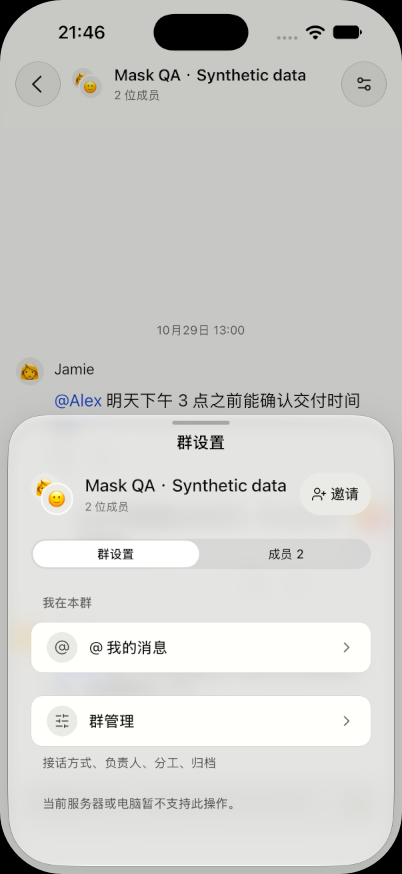 21:46
Mask QA · Synthetic data
2 位成员
10月29日 13:00
Jamie
@Alex 明天下午 3 点之前能确认交付时间
群设置
Mask QA · Synthetic data
2 位成员
邀请
群设置
成员 2
我在本群
@ 我的消息
群管理
接话方式、负责人、分工、归档
当前服务器或电脑暂不支持此操作。